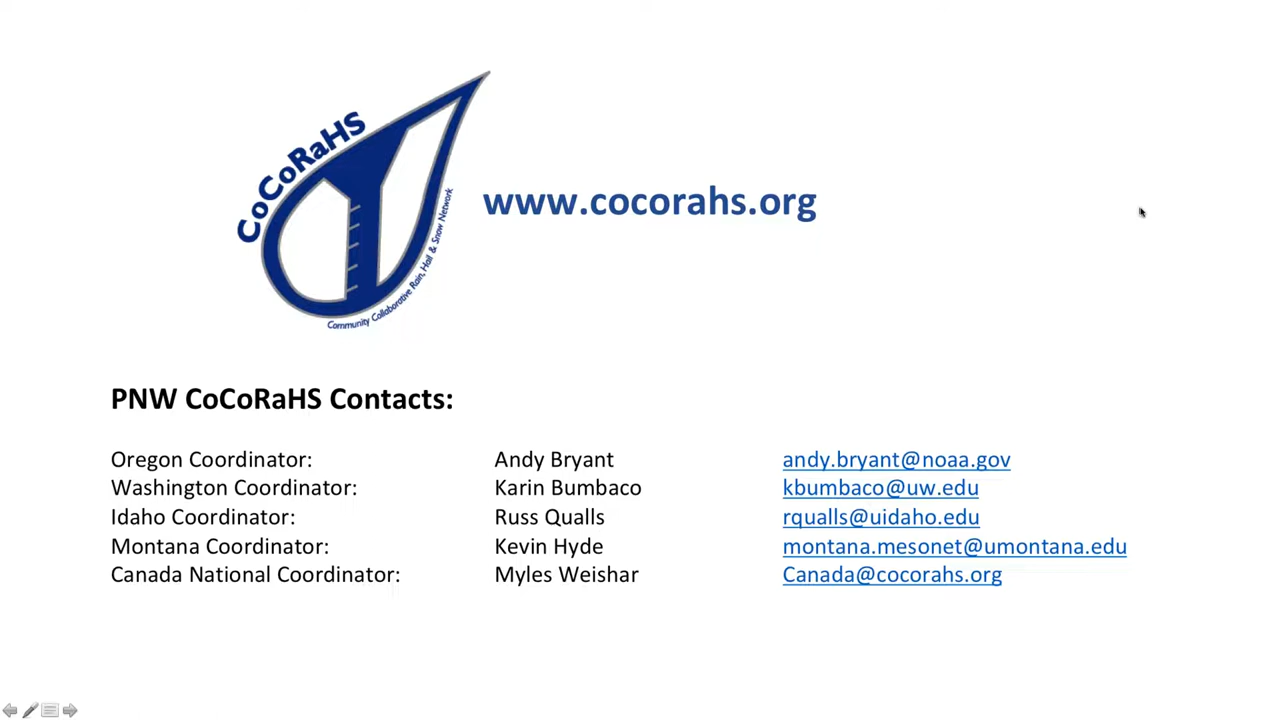 CoCoRaHS
www.cocorahs.org
Community Collaborative Rain, Hail & Snow Network
PNW CoCoRaHS Contacts:
Oregon Coordinator: Andy Bryant andy.bryant@noaa.gov
Washington Coordinator: Karin Bumbaco kbumbaco@uw.edu
Idaho Coordinator: Russ Qualls rqualls@uidaho.edu
Montana Coordinator: Kevin Hyde montana.mesonet@umontana.edu
Canada National Coordinator: Myles Weishar Canada@cocorahs.org